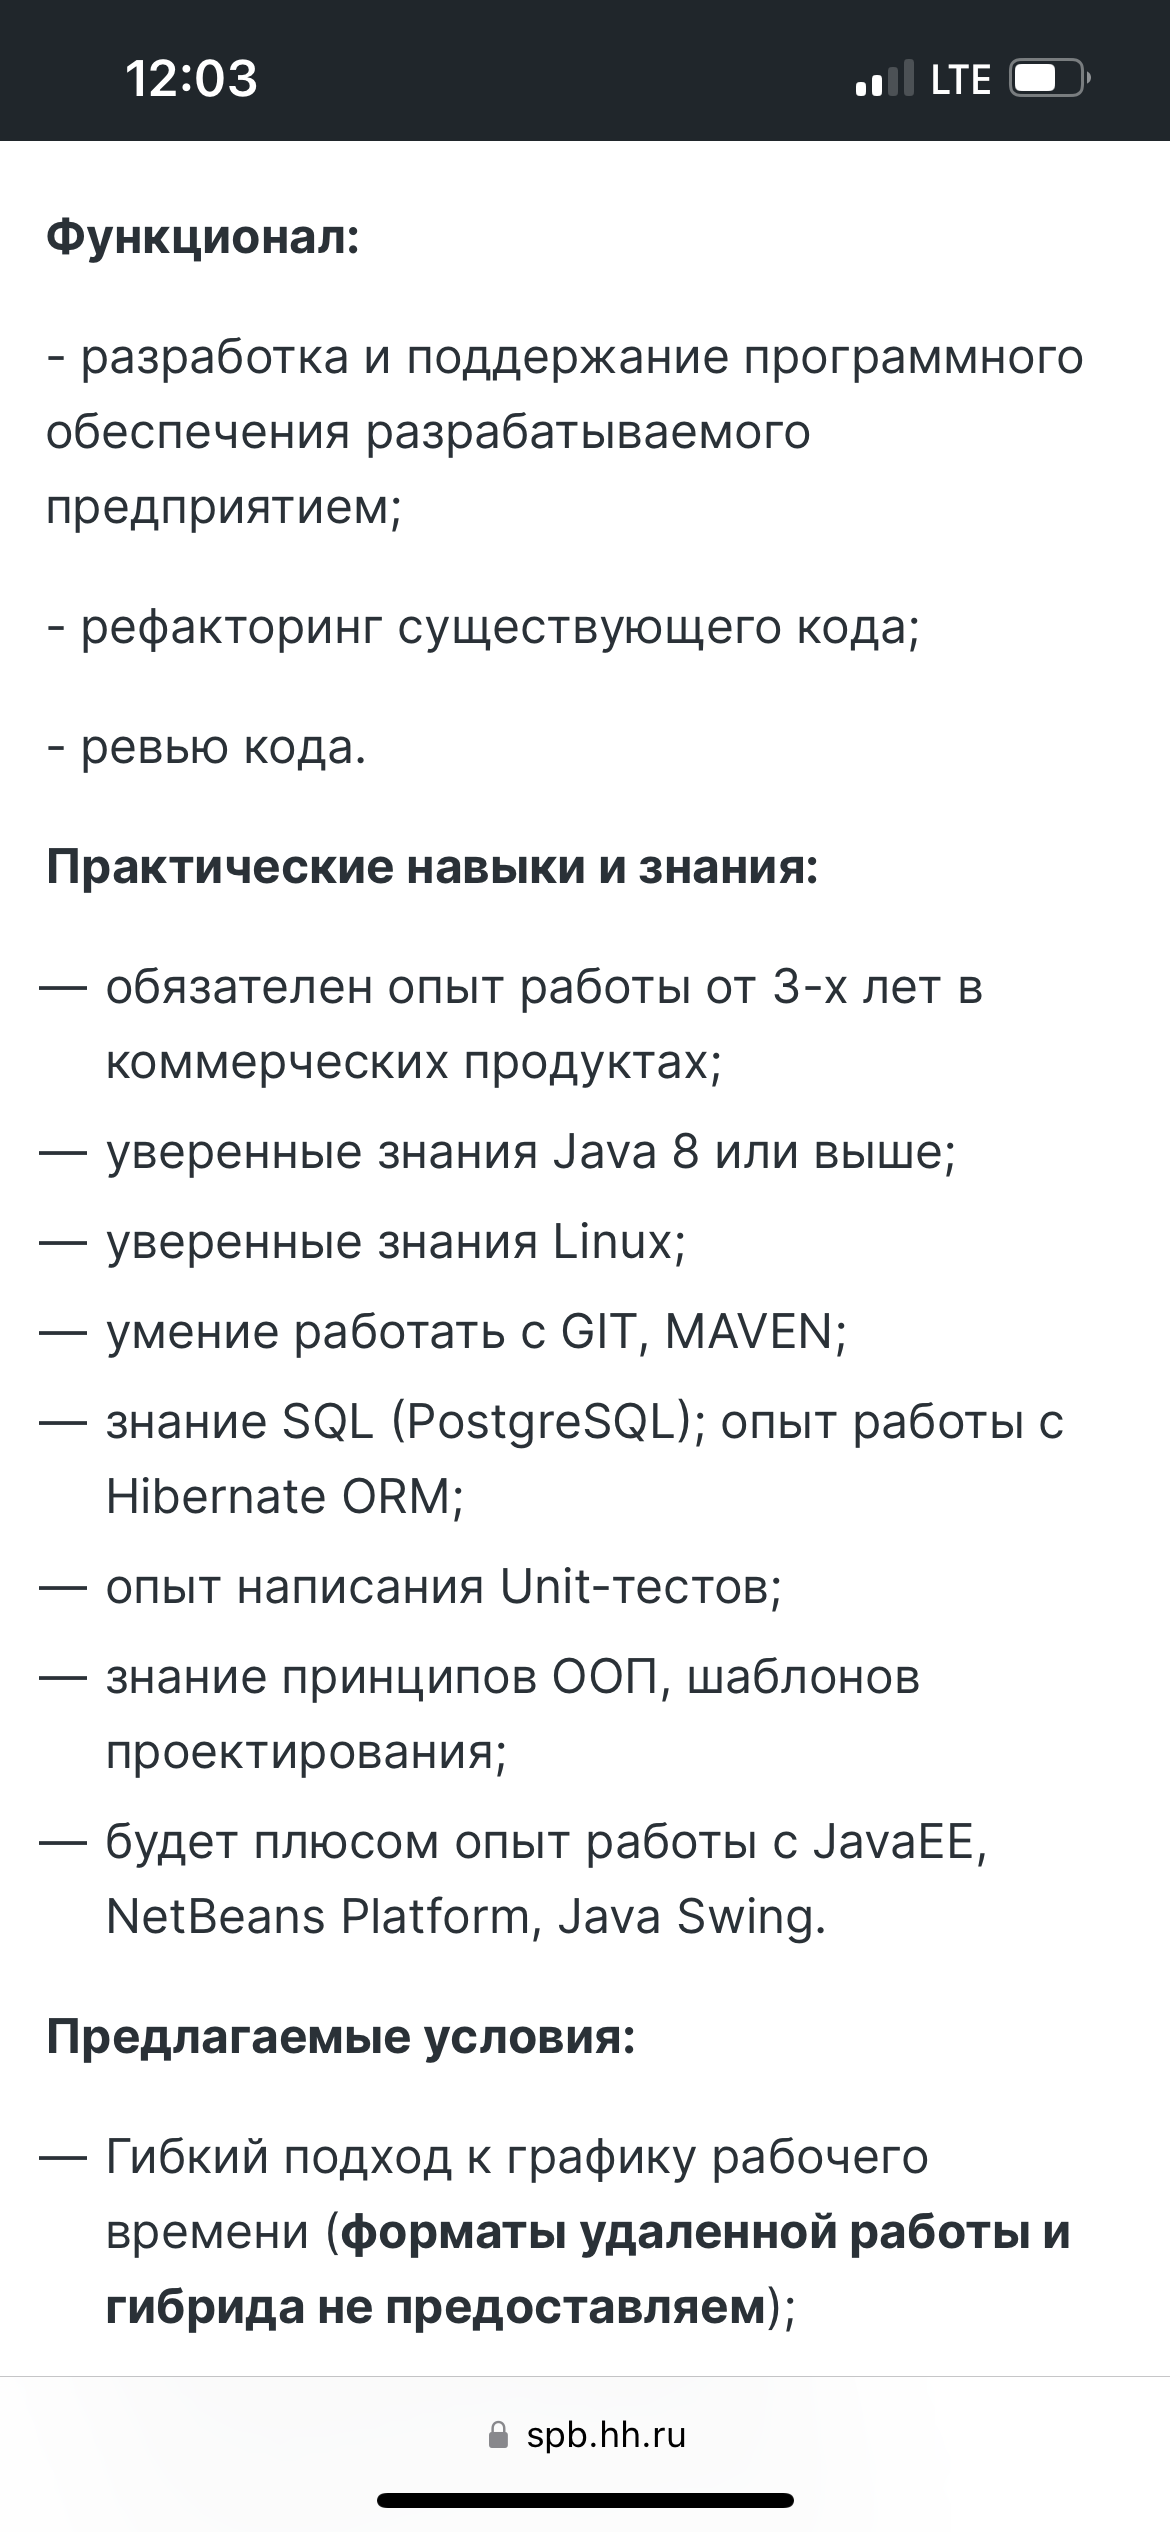 12:03
LTE
Функционал:
- разработка и поддержание программного
обеспечения разрабатываемого
предприятием;
- рефакторинг существующего кода;
- ревью кода.
Практические навыки и знания:
— обязателен опыт работы от 3-х лет в
коммерческих продуктах;
— уверенные знания Java 8 или выше;
— уверенные знания Linux;
— умение работать с GIT, MAVEN;
— знание SQL (PostgreSQL); опыт работы с
Hibernate ORM;
— опыт написания Unit-тестов;
— знание принципов ООП, шаблонов
проектирования;
— будет плюсом опыт работы с JavaEE,
NetBeans Platform, Java Swing.
Предлагаемые условия:
— Гибкий подход к графику рабочего
времени (форматы удаленной работы и
гибрида не предоставляем);
spb.hh.ru